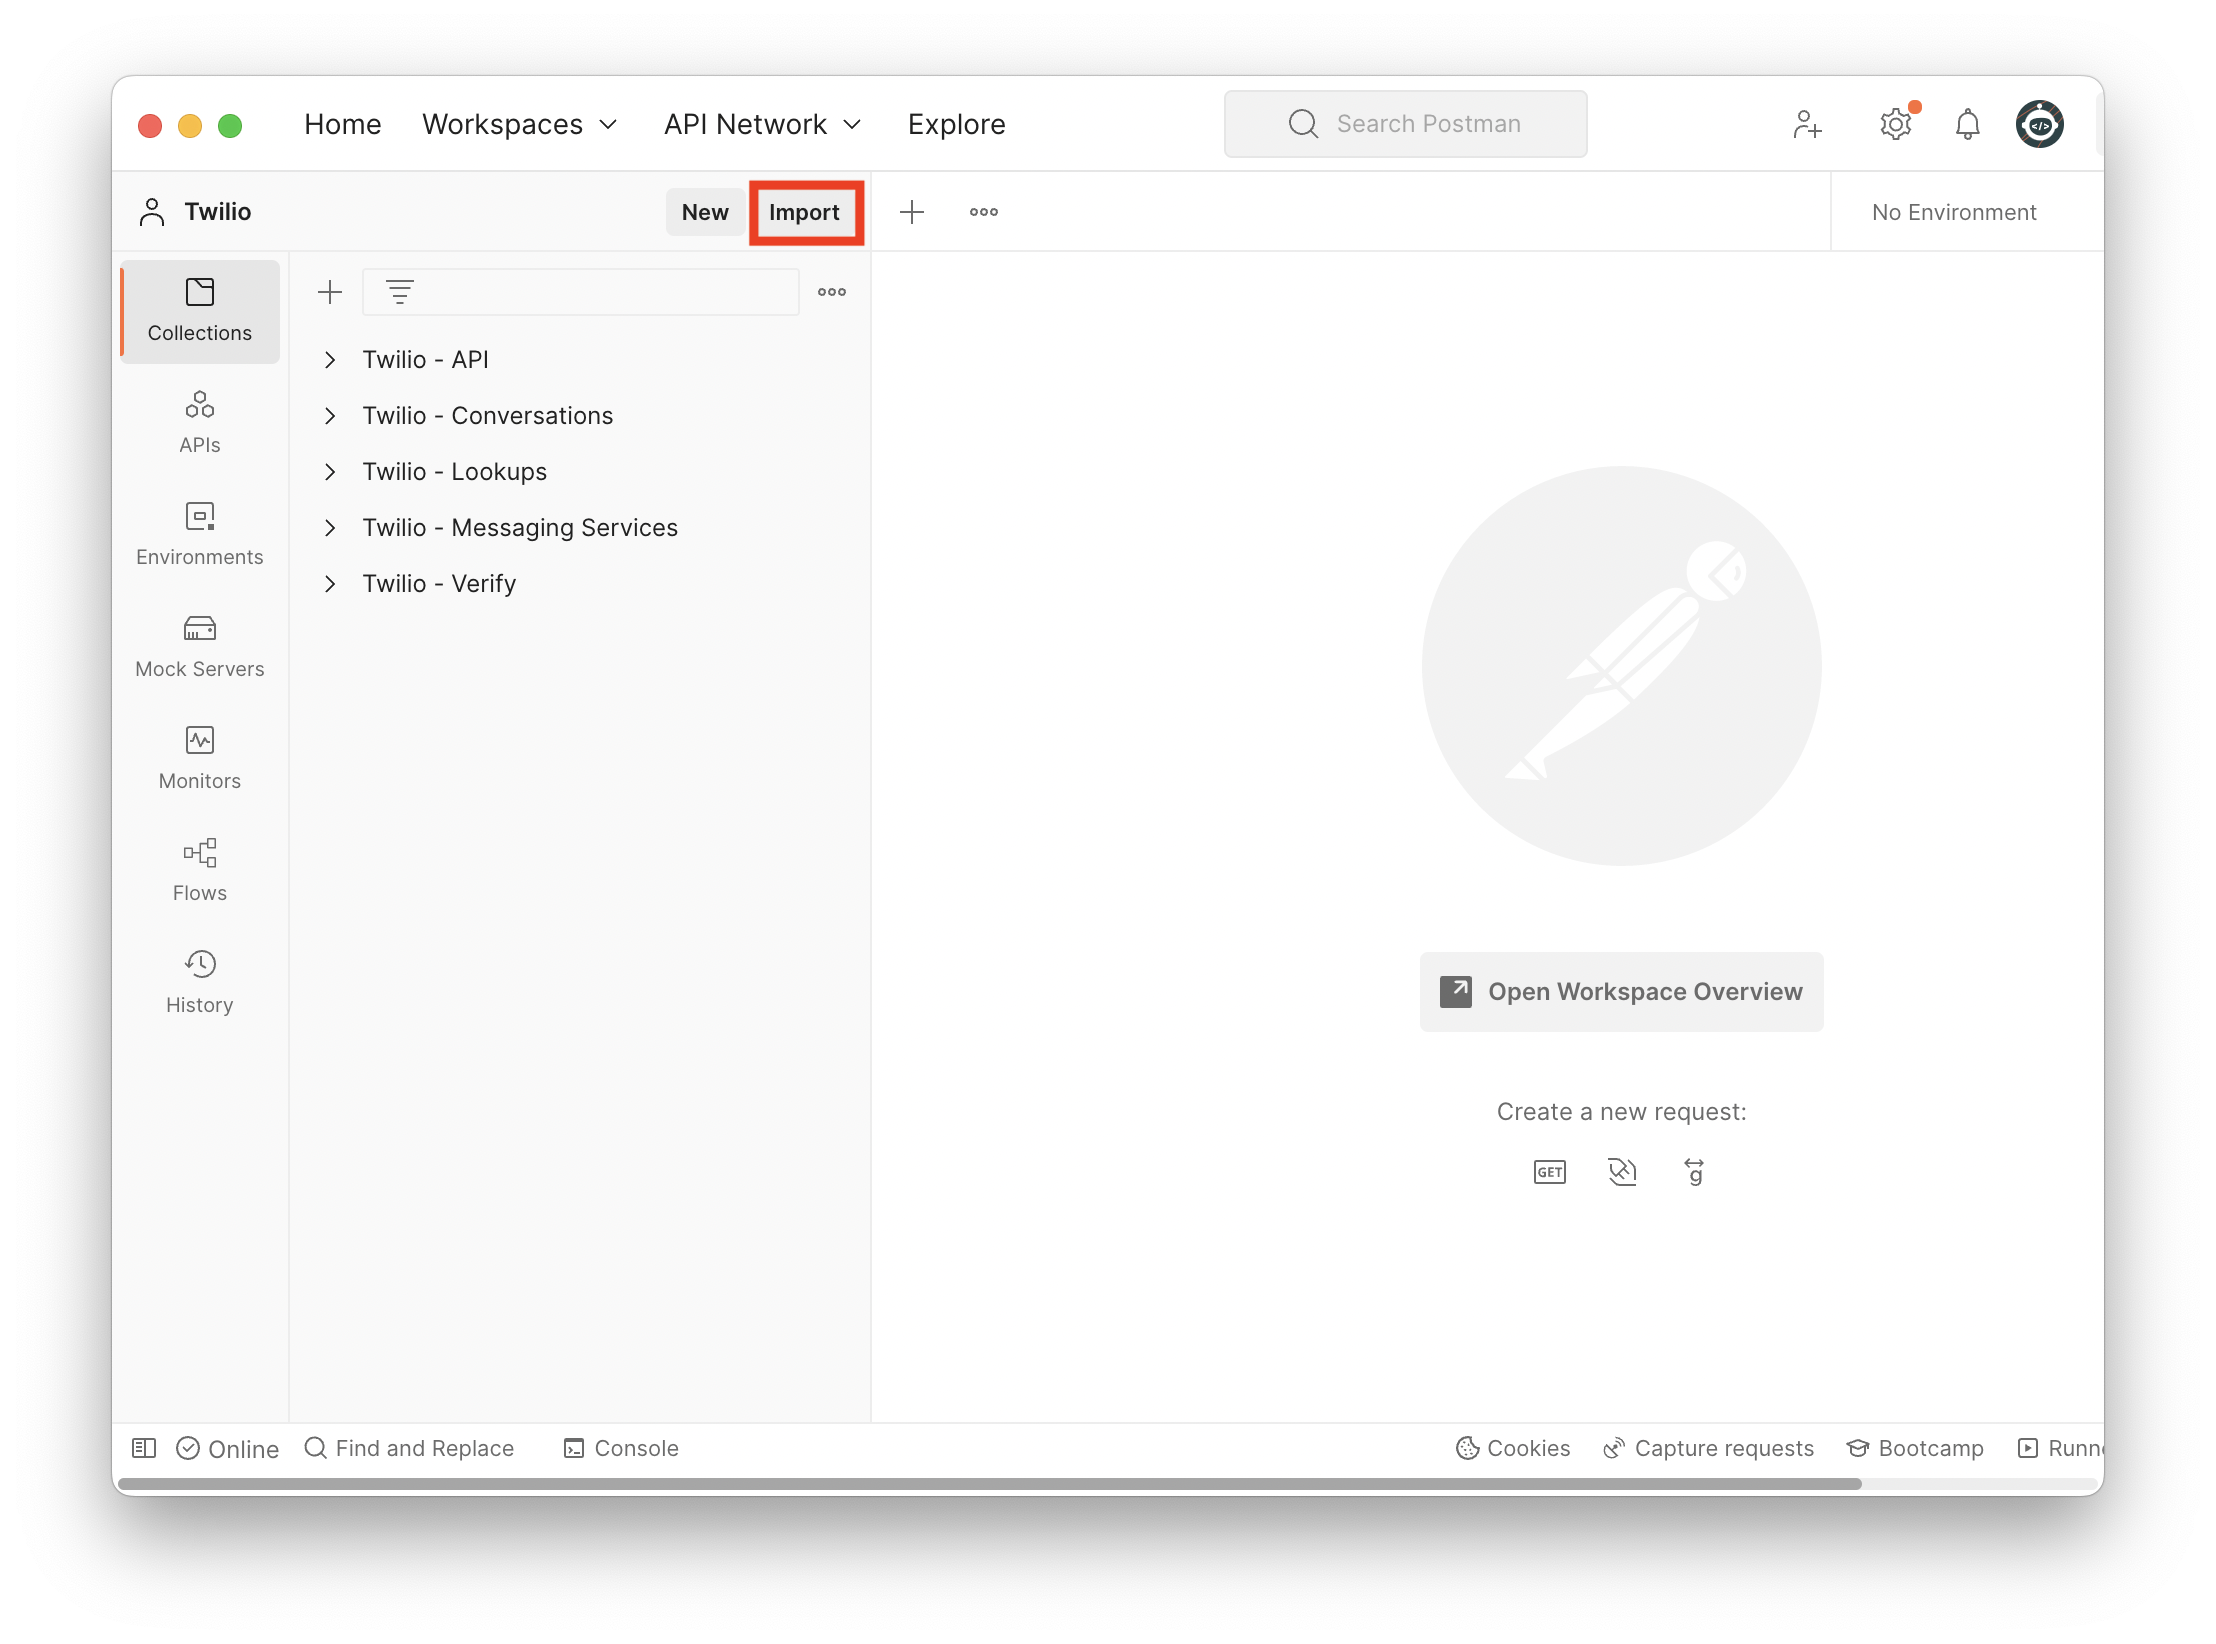 Home
Workspaces
API Network
Explore
Search Postman
Twilio
New
Import
No Environment
Collections
APIs
Environments
Mock Servers
Monitors
Flows
History
Twilio - API
Twilio - Conversations
Twilio - Lookups
Twilio - Messaging Services
Twilio - Verify
Open Workspace Overview
Create a new request:
GET
g
Online
Find and Replace
Console
Cookies
Capture requests
Bootcamp